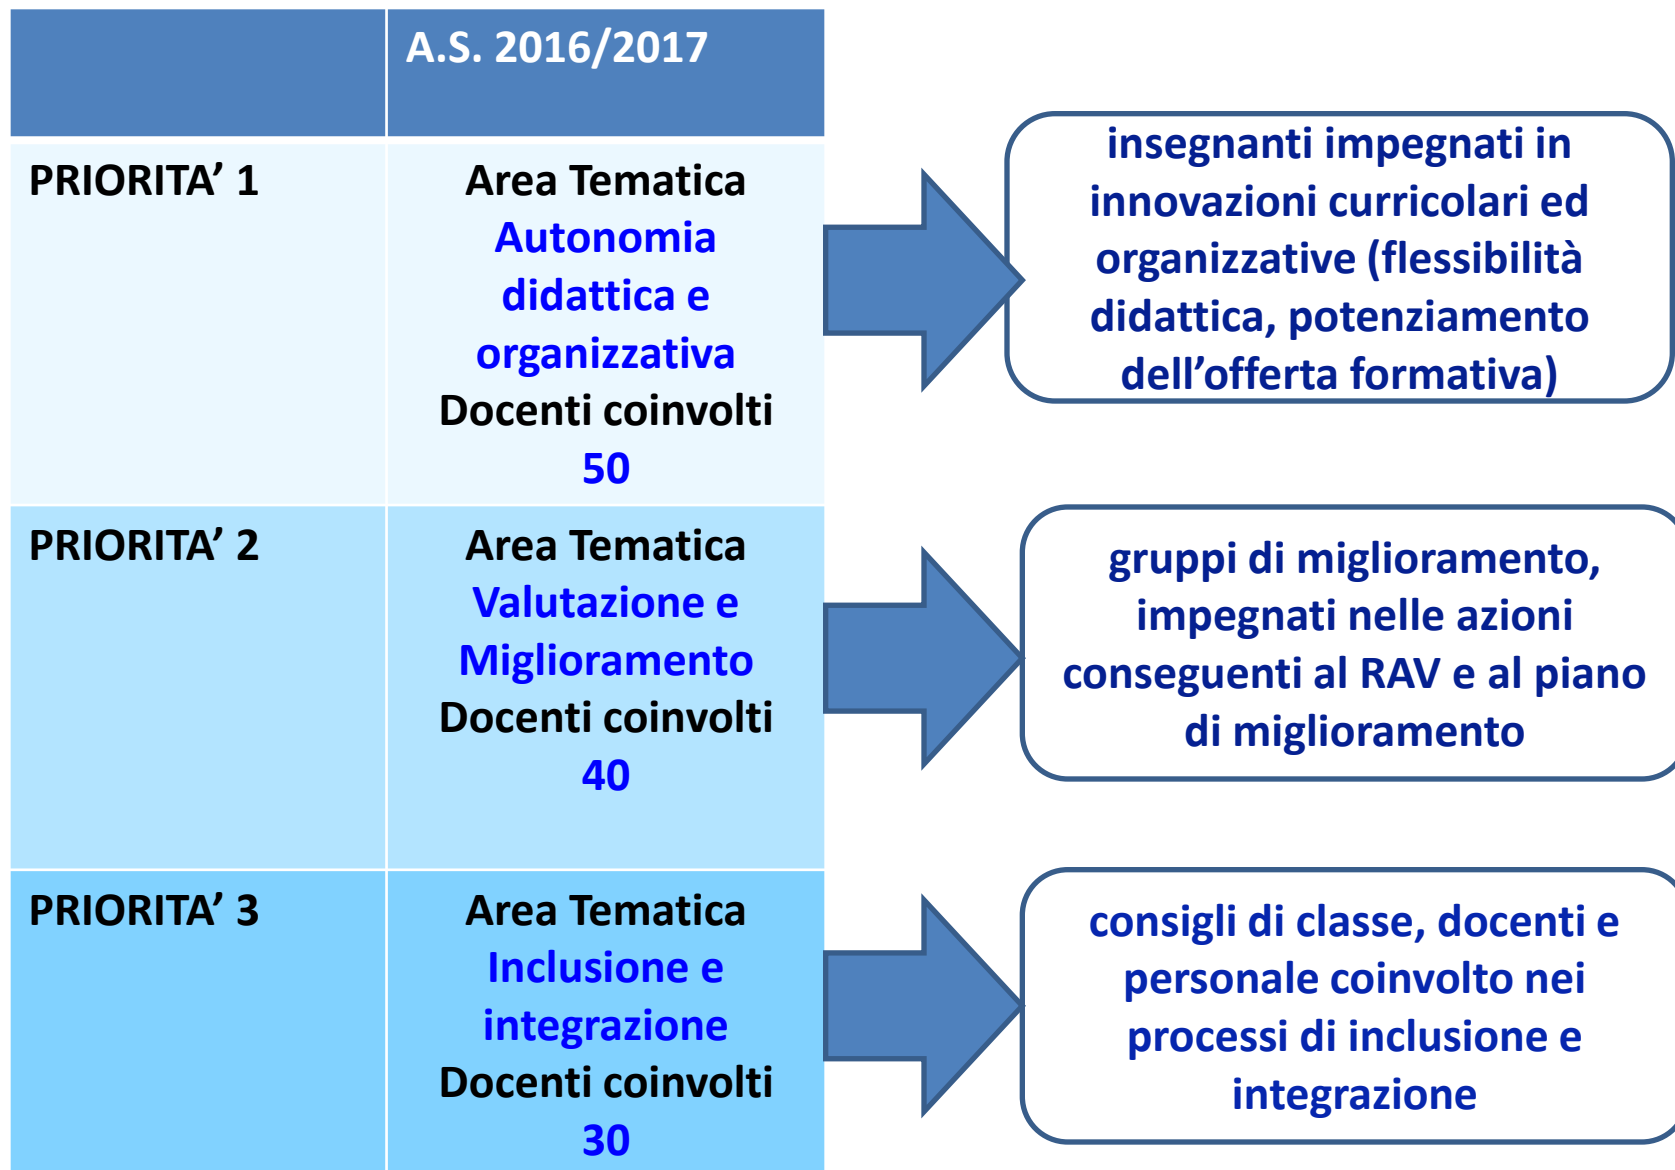 A.S. 2016/2017
PRIORITA’ 1
Area Tematica
Autonomia
didattica e
organizzativa
Docenti coinvolti
50
insegnanti impegnati in
innovazioni curricolari ed
organizzative (flessibilità
didattica, potenziamento
dell’offerta formativa)
PRIORITA’ 2
Area Tematica
Valutazione e
Miglioramento
Docenti coinvolti
40
gruppi di miglioramento,
impegnati nelle azioni
conseguenti al RAV e al piano
di miglioramento
PRIORITA’ 3
Area Tematica
Inclusione e
integrazione
Docenti coinvolti
30
consigli di classe, docenti e
personale coinvolto nei
processi di inclusione e
integrazione